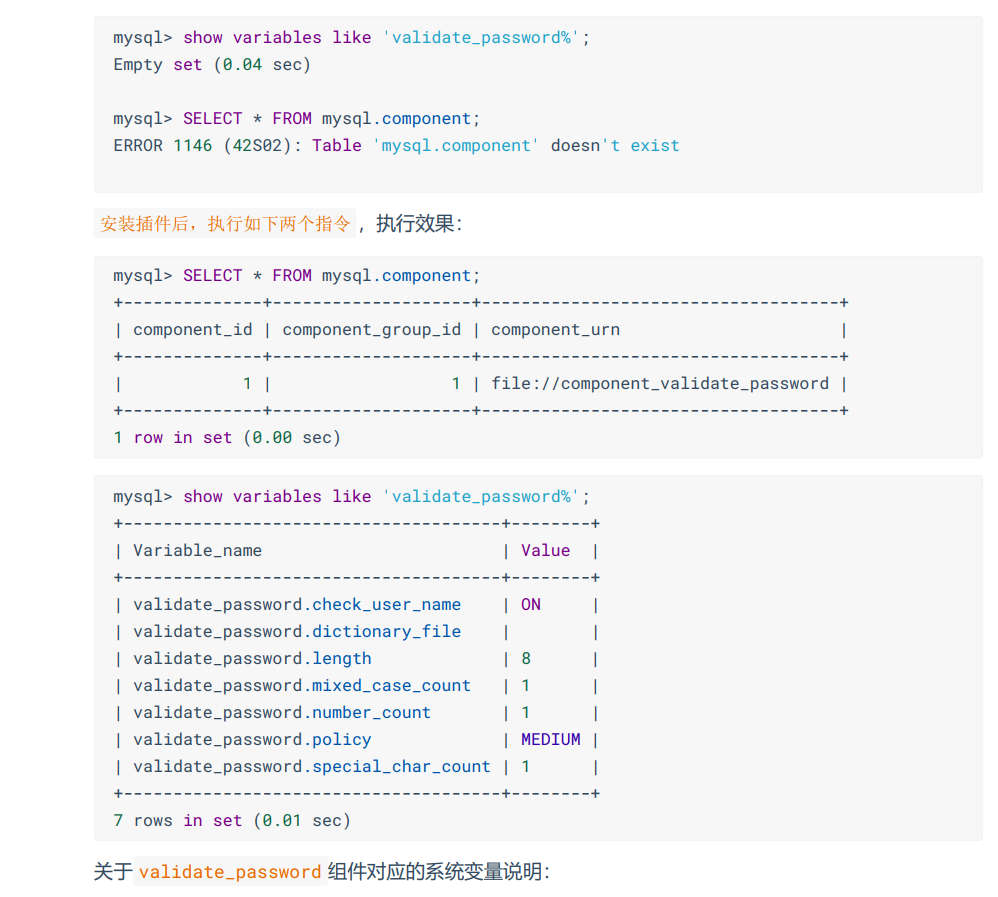 mysql> show variables like 'validate_password%';
Empty set (0.04 sec)
mysql> SELECT * FROM mysql.component;
ERROR 1146 (42S02): Table 'mysql.component' doesn't exist
安装插件后，执行如下两个指令 ，执行效果：
mysql> SELECT * FROM mysql.component;
+--------------+--------------------+------------------------------------+
| component_id | component_group_id | component_urn                      |
+--------------+--------------------+------------------------------------+
|            1 |                  1 | file://component_validate_password |
+--------------+--------------------+------------------------------------+
1 row in set (0.00 sec)
mysql> show variables like 'validate_password%';
+--------------------------------------+--------+
| Variable_name                        | Value  |
+--------------------------------------+--------+
| validate_password.check_user_name    | ON     |
| validate_password.dictionary_file    |        |
| validate_password.length             | 8      |
| validate_password.mixed_case_count   | 1      |
| validate_password.number_count       | 1      |
| validate_password.policy             | MEDIUM |
| validate_password.special_char_count | 1      |
+--------------------------------------+--------+
7 rows in set (0.01 sec)
关于 validate_password 组件对应的系统变量说明：